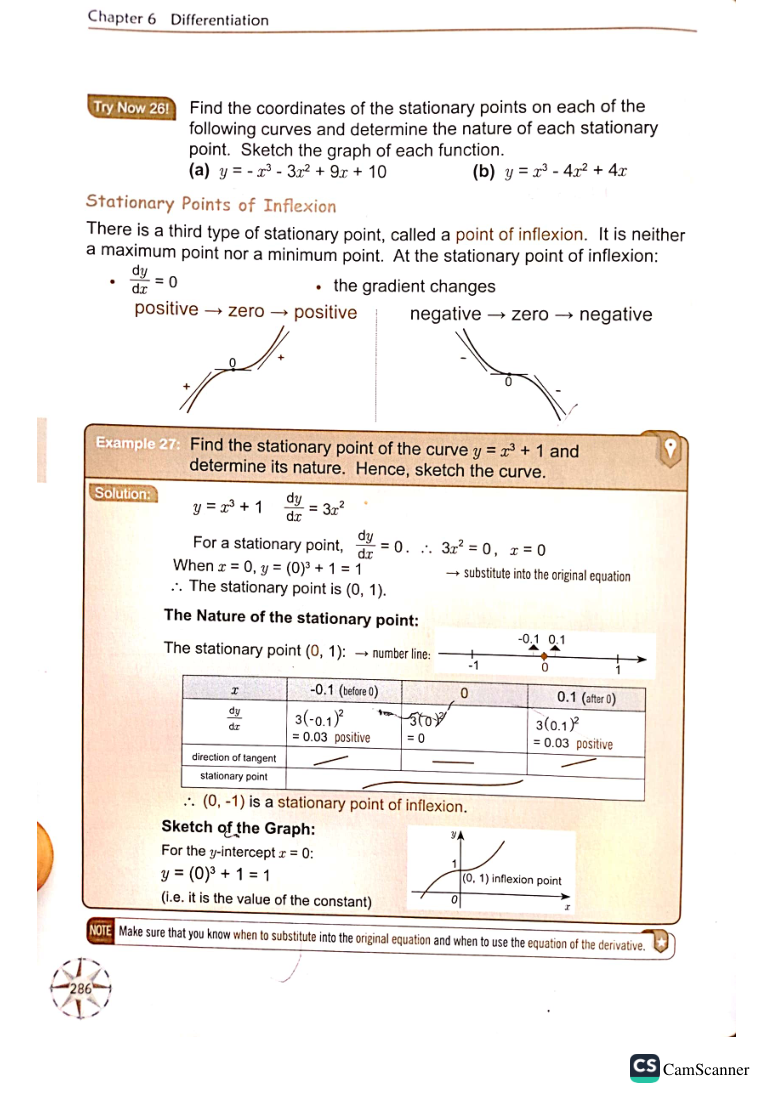 Chapter 6 Differentiation
Try Now 26! Find the coordinates of the stationary points on each of the
following curves and determine the nature of each stationary
point. Sketch the graph of each function.
(a) y = - x³ - 3x² + 9x + 10 (b) y = x³ - 4x² + 4x
Stationary Points of Inflexion
There is a third type of stationary point, called a point of inflexion. It is neither
a maximum point nor a minimum point. At the stationary point of inflexion:
• dy/dx = 0 • the gradient changes
positive → zero → positive negative → zero → negative
+ 0 + - 0 -
Example 27: Find the stationary point of the curve y = x³ + 1 and
determine its nature. Hence, sketch the curve.
Solution:
y = x³ + 1 dy/dx = 3x²
For a stationary point, dy/dx = 0. ∴ 3x² = 0, x = 0
When x = 0, y = (0)³ + 1 = 1 → substitute into the original equation
∴ The stationary point is (0, 1).
The Nature of the stationary point:
The stationary point (0, 1): → number line: -0.1 0.1
-1 0 1
x -0.1 (before 0) 0 0.1 (after 0)
dy/dx 3(-0.1)² 3(0)² 3(0.1)²
= 0.03 positive = 0 = 0.03 positive
direction of tangent
stationary point
∴ (0, -1) is a stationary point of inflexion.
Sketch of the Graph:
For the y-intercept x = 0:
y = (0)³ + 1 = 1
(i.e. it is the value of the constant)
y
1
(0, 1) inflexion point
0 x
NOTE Make sure that you know when to substitute into the original equation and when to use the equation of the derivative.
286
CS CamScanner